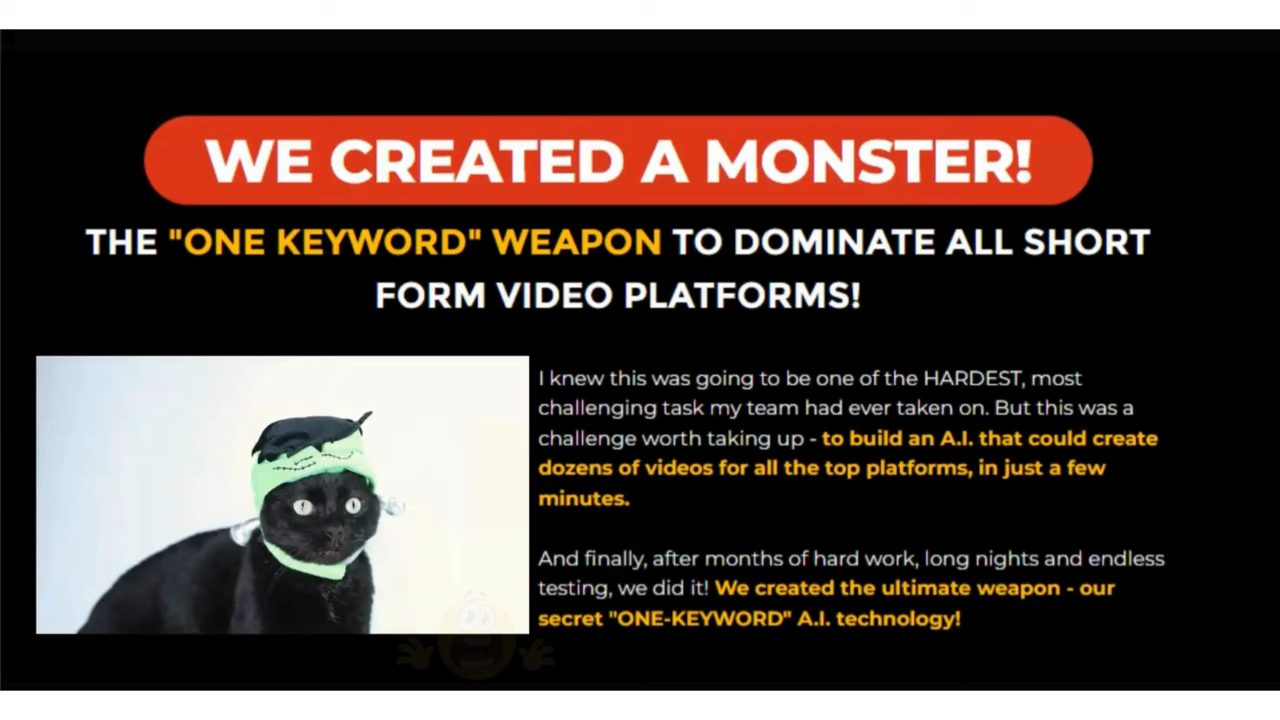 WE CREATED A MONSTER!
THE "ONE KEYWORD" WEAPON TO DOMINATE ALL SHORT
FORM VIDEO PLATFORMS!
I knew this was going to be one of the HARDEST, most
challenging task my team had ever taken on. But this was a
challenge worth taking up - to build an A.I. that could create
dozens of videos for all the top platforms, in just a few
minutes.
And finally, after months of hard work, long nights and endless
testing, we did it! We created the ultimate weapon - our
secret "ONE-KEYWORD" A.I. technology!